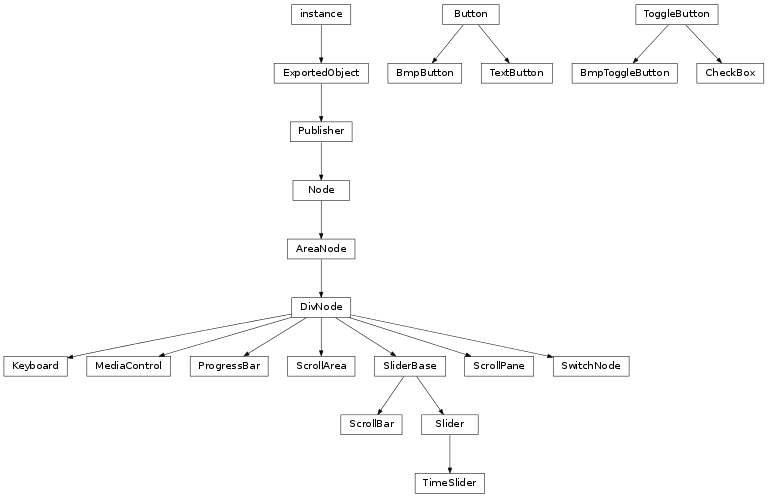 instance
Button
ToggleButton
ExportedObject
BmpButton
TextButton
BmpToggleButton
CheckBox
Publisher
Node
AreaNode
DivNode
Keyboard
MediaControl
ProgressBar
ScrollArea
SliderBase
ScrollPane
SwitchNode
ScrollBar
Slider
TimeSlider